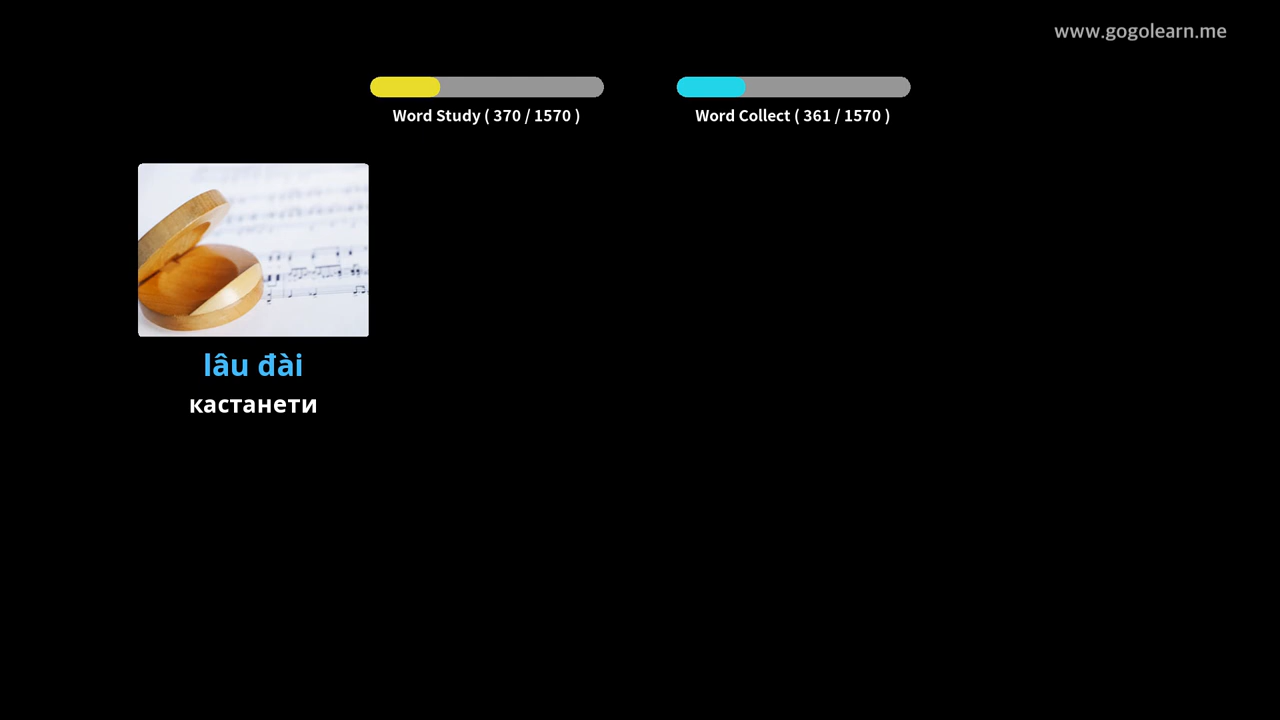 www.gogolearn.me
Word Study ( 370 / 1570 )
Word Collect ( 361 / 1570 )
lâu đài
кастанети